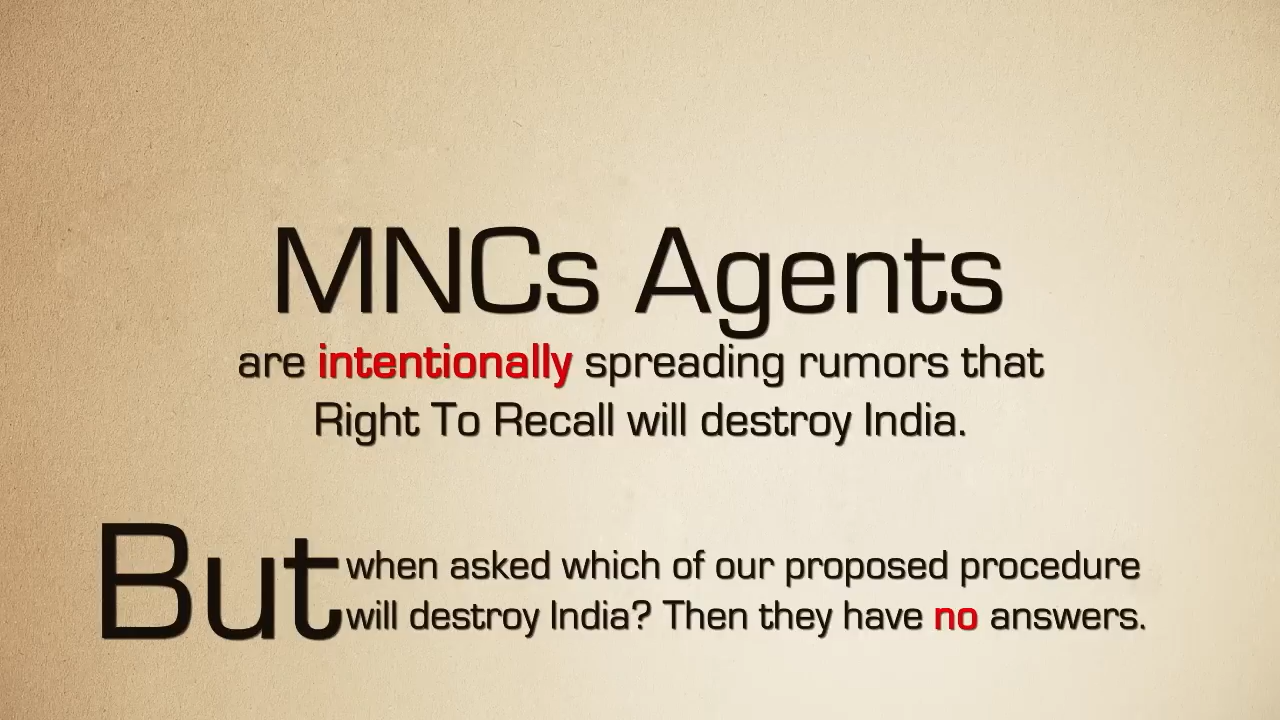 MNCs Agents
are intentionally spreading rumors that
Right To Recall will destroy India.
But when asked which of our proposed procedure
will destroy India? Then they have no answers.